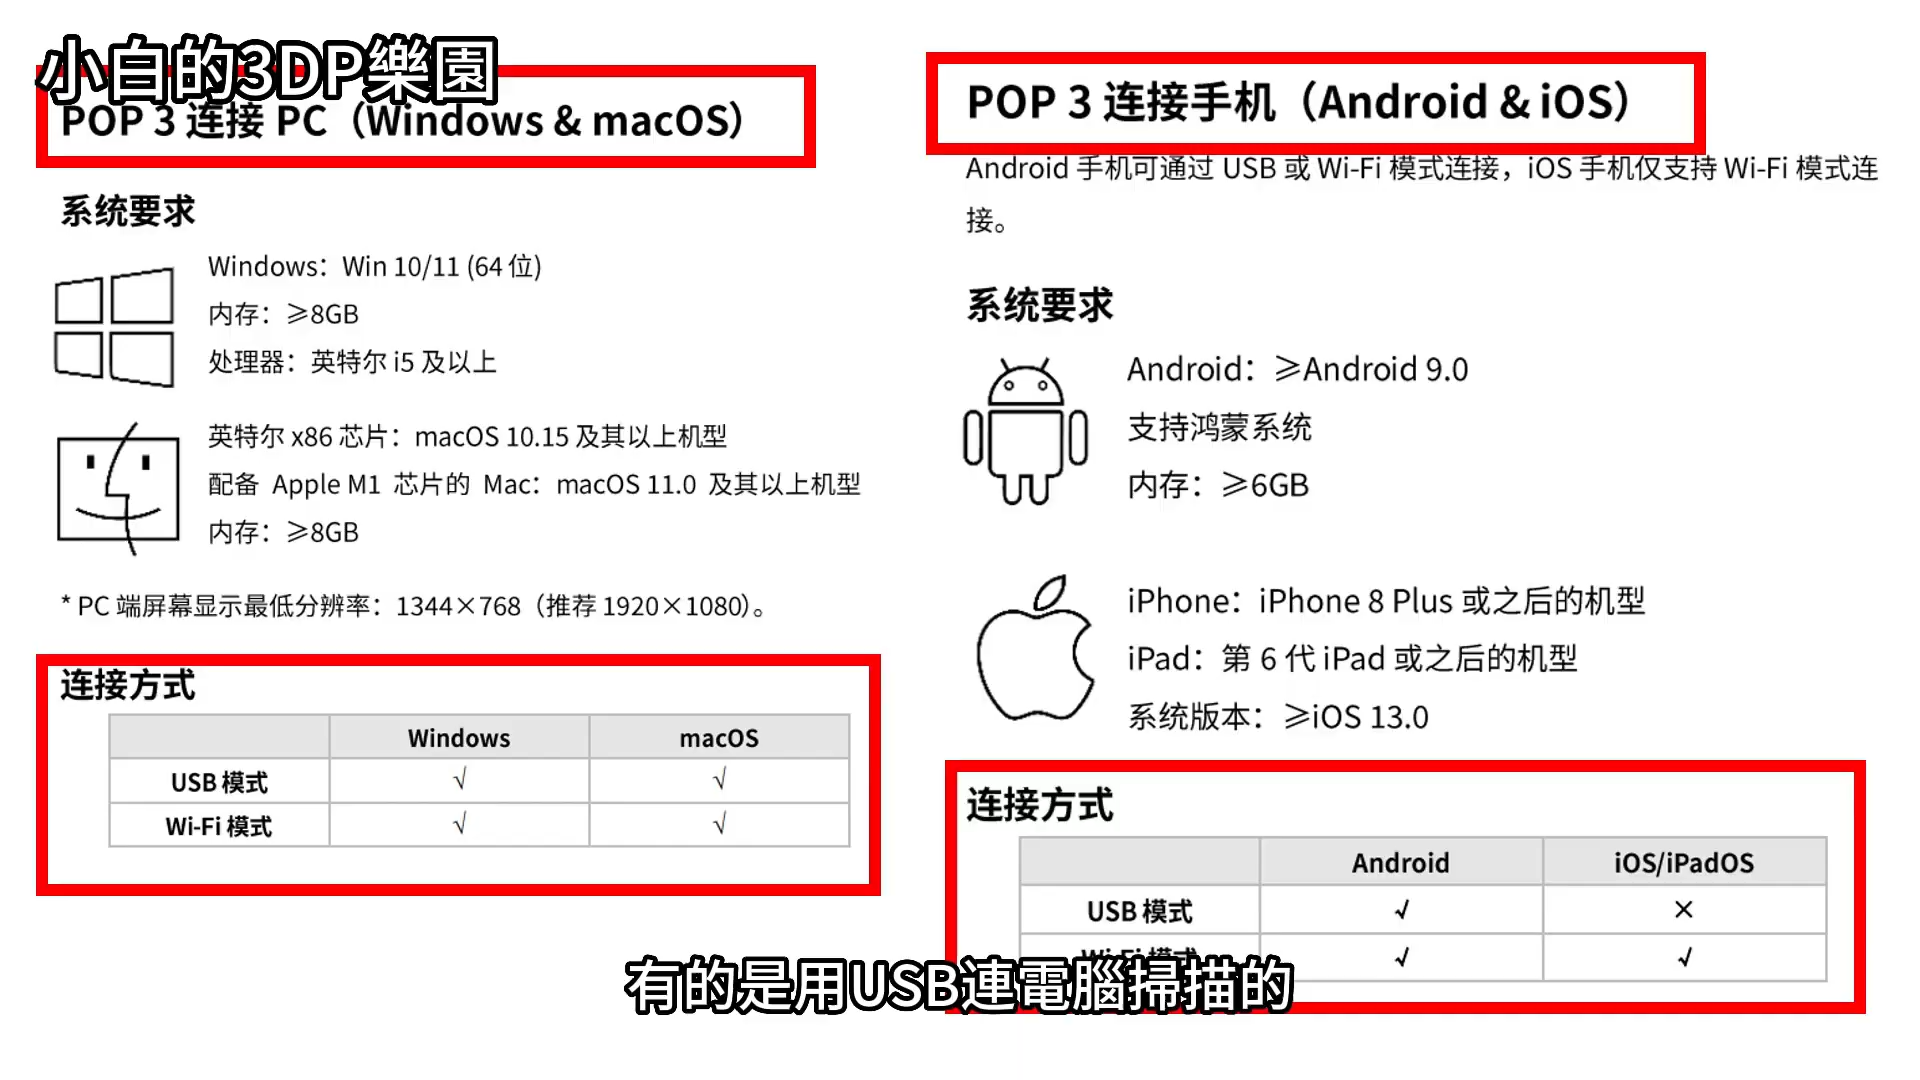 小白的3DP樂園
POP 3 连接 PC（Windows & macOS）
系统要求
Windows：Win 10/11 (64 位)
内存：≥8GB
处理器：英特尔 i5 及以上
英特尔 x86 芯片：macOS 10.15 及其以上机型
配备 Apple M1 芯片的 Mac：macOS 11.0 及其以上机型
内存：≥8GB
* PC 端屏幕显示最低分辨率：1344×768（推荐 1920×1080）。
连接方式
Windows macOS
USB 模式 √ √
Wi-Fi 模式 √ √
POP 3 连接手机（Android & iOS）
Android 手机可通过 USB 或 Wi-Fi 模式连接，iOS 手机仅支持 Wi-Fi 模式连
接。
系统要求
Android：≥Android 9.0
支持鸿蒙系统
内存：≥6GB
iPhone：iPhone 8 Plus 或之后的机型
iPad：第 6 代 iPad 或之后的机型
系统版本：≥iOS 13.0
连接方式
Android iOS/iPadOS
USB 模式 √ ×
Wi-Fi 模式 √ √
有的是用USB連電腦掃描的